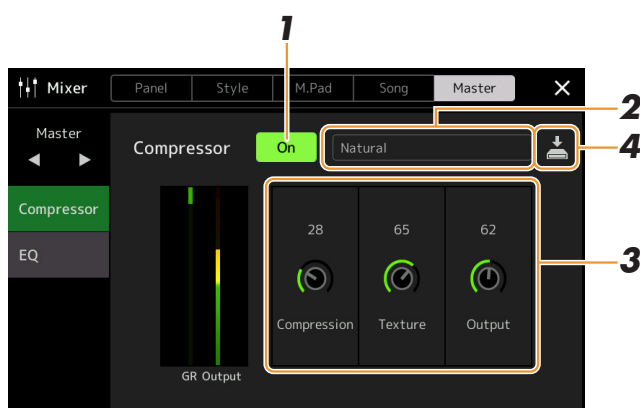 1
Mixer Panel Style M.Pad Song Master
2
Master Compressor On Natural
4
Compressor
28 65 62
EQ
3
Compression Texture Output
GR Output